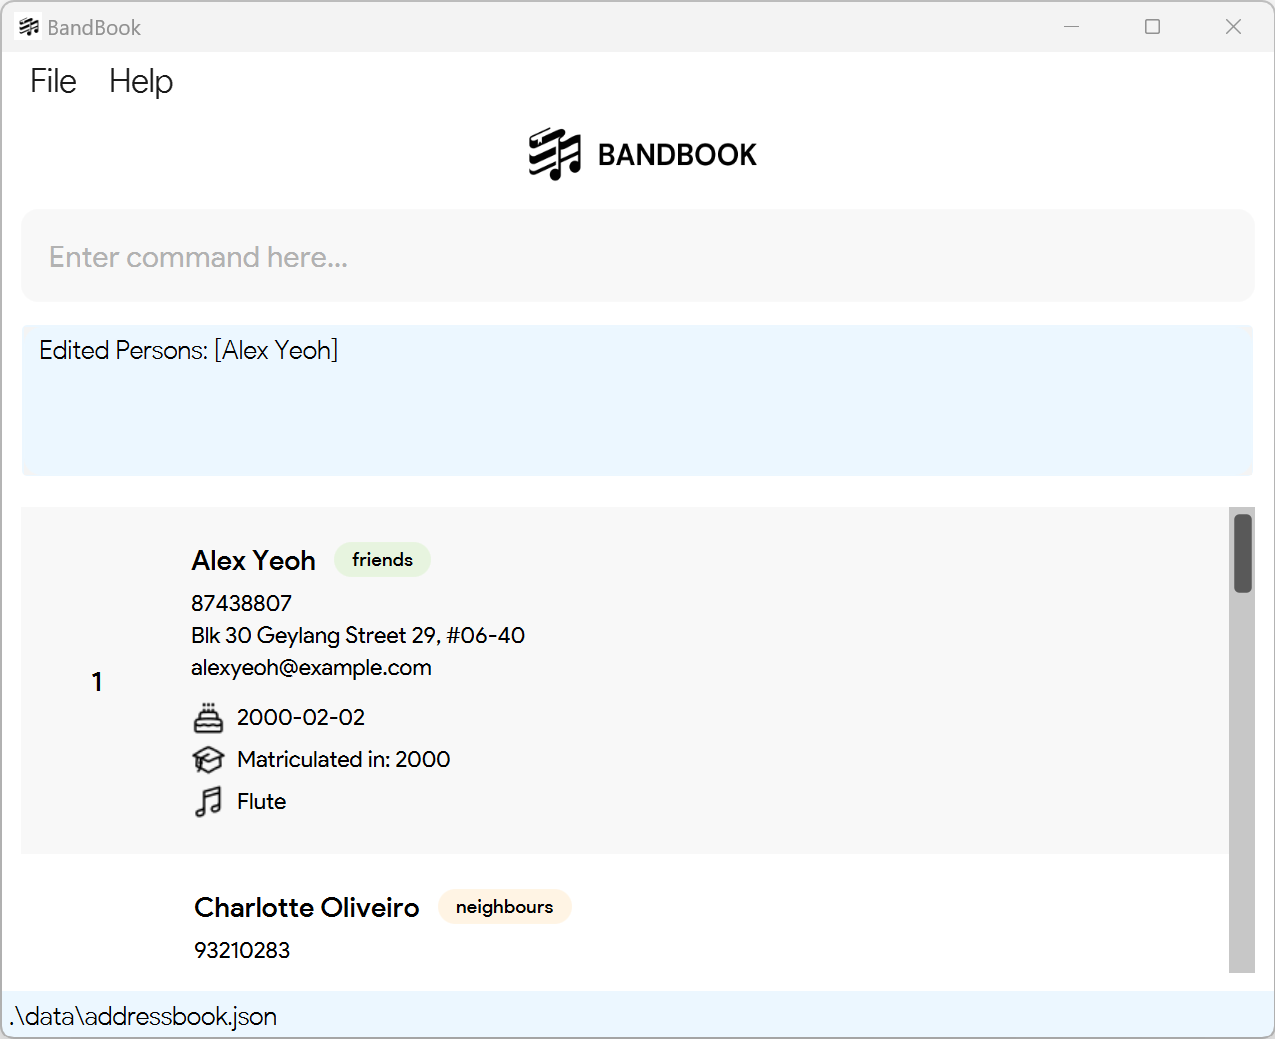 BandBook
File Help
BANDBOOK
Enter command here...
Edited Persons: [Alex Yeoh]
Alex Yeoh friends
87438807
Blk 30 Geylang Street 29, #06-40
alexyeoh@example.com
1
2000-02-02
Matriculated in: 2000
Flute
Charlotte Oliveiro neighbours
93210283
.\data\addressbook.json